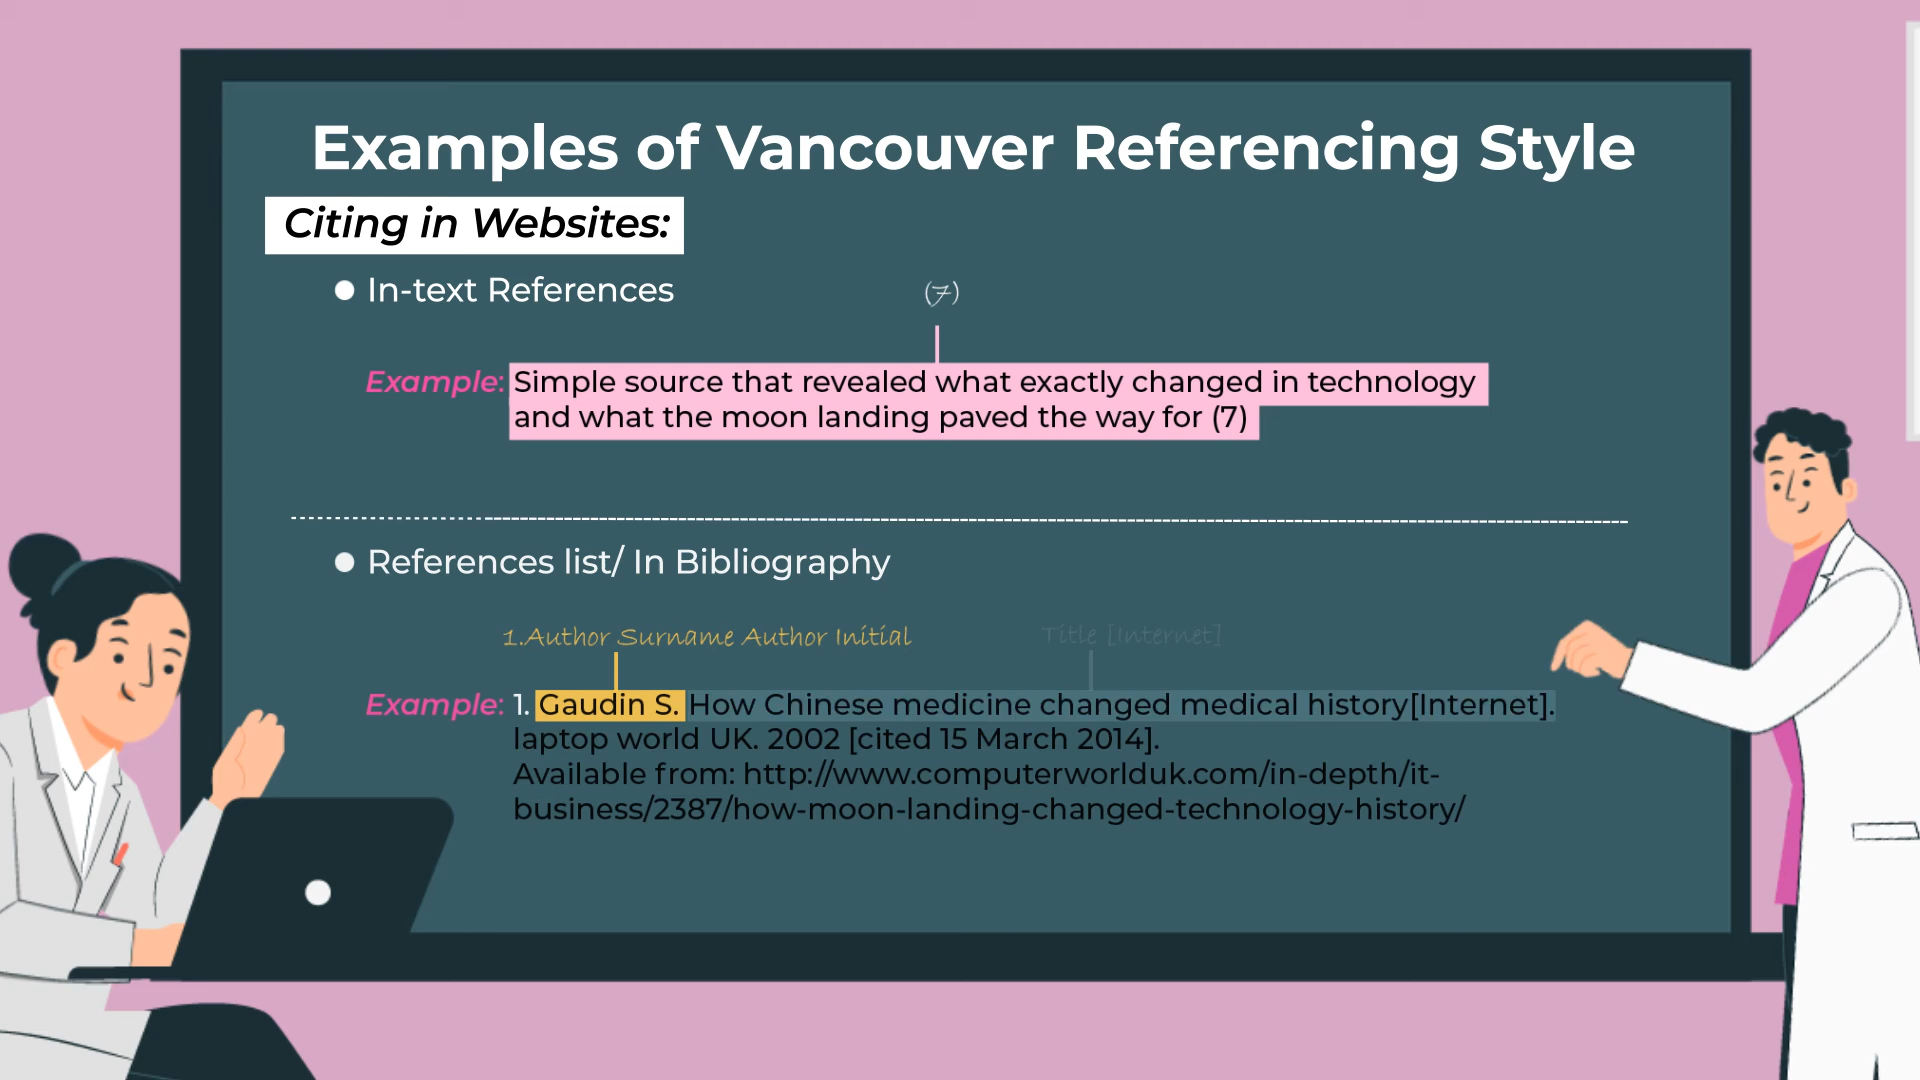 Examples of Vancouver Referencing Style
Citing in Websites:
In-text References
(7)
Example: Simple source that revealed what exactly changed in technology
and what the moon landing paved the way for (7)
References list/ In Bibliography
1.Author Surname Author Initial
Title [Internet]
Example: 1. Gaudin S. How Chinese medicine changed medical history[Internet].
laptop world UK. 2002 [cited 15 March 2014].
Available from: http://www.computerworlduk.com/in-depth/it-
business/2387/how-moon-landing-changed-technology-history/